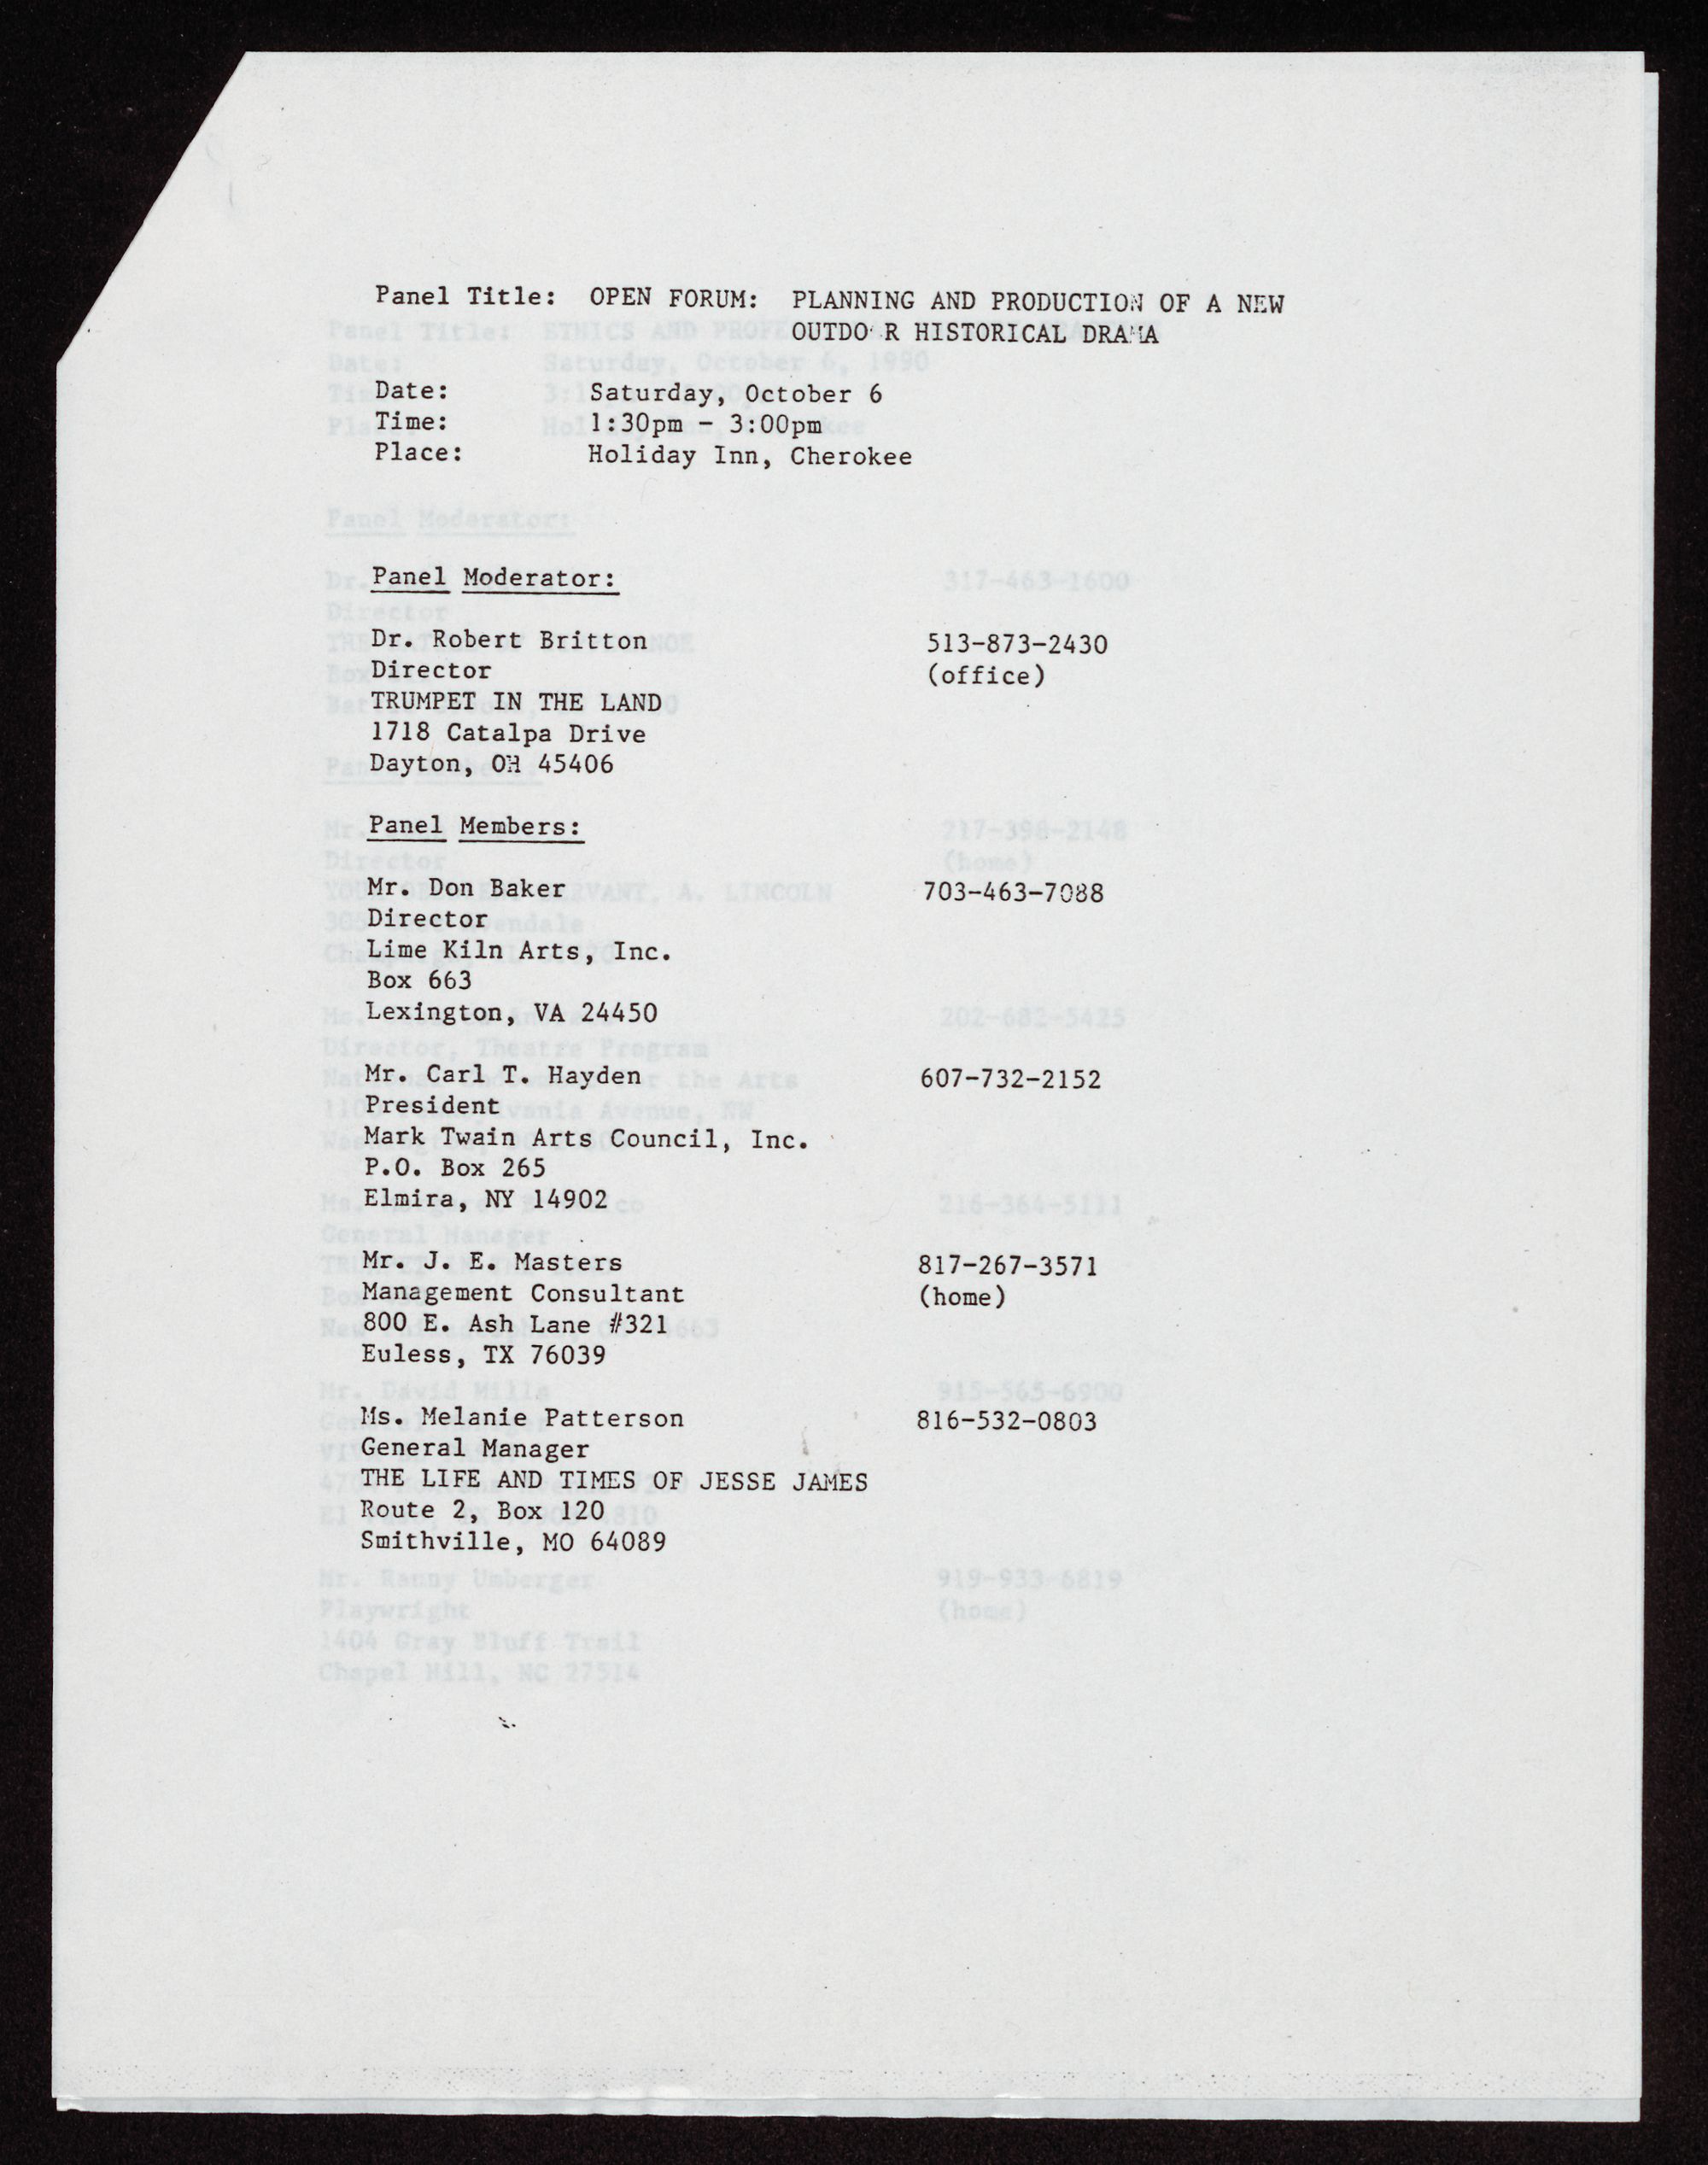 Panel Title: OPEN FORUM: PLANNING AND PRODUCTION OF A NEW
OUTDO R HISTORICAL DRAMA
Date: Saturday, October 6
Time: 1:30pm - 3:00pm
Place: Holiday Inn, Cherokee
Panel Moderator:
Dr. Robert Britton 513-873-2430
Director (office)
TRUMPET IN THE LAND
1718 Catalpa Drive
Dayton, OH 45406
Panel Members:
Mr. Don Baker 703-463-7088
Director
Lime Kiln Arts, Inc.
Box 663
Lexington, VA 24450
Mr. Carl T. Hayden 607-732-2152
President
Mark Twain Arts Council, Inc.
P.O. Box 265
Elmira, NY 14902
Mr. J. E. Masters 817-267-3571
Management Consultant (home)
800 E. Ash Lane #321
Euless, TX 76039
Ms. Melanie Patterson 816-532-0803
General Manager
THE LIFE AND TIMES OF JESSE JAMES
Route 2, Box 120
Smithville, MO 64089